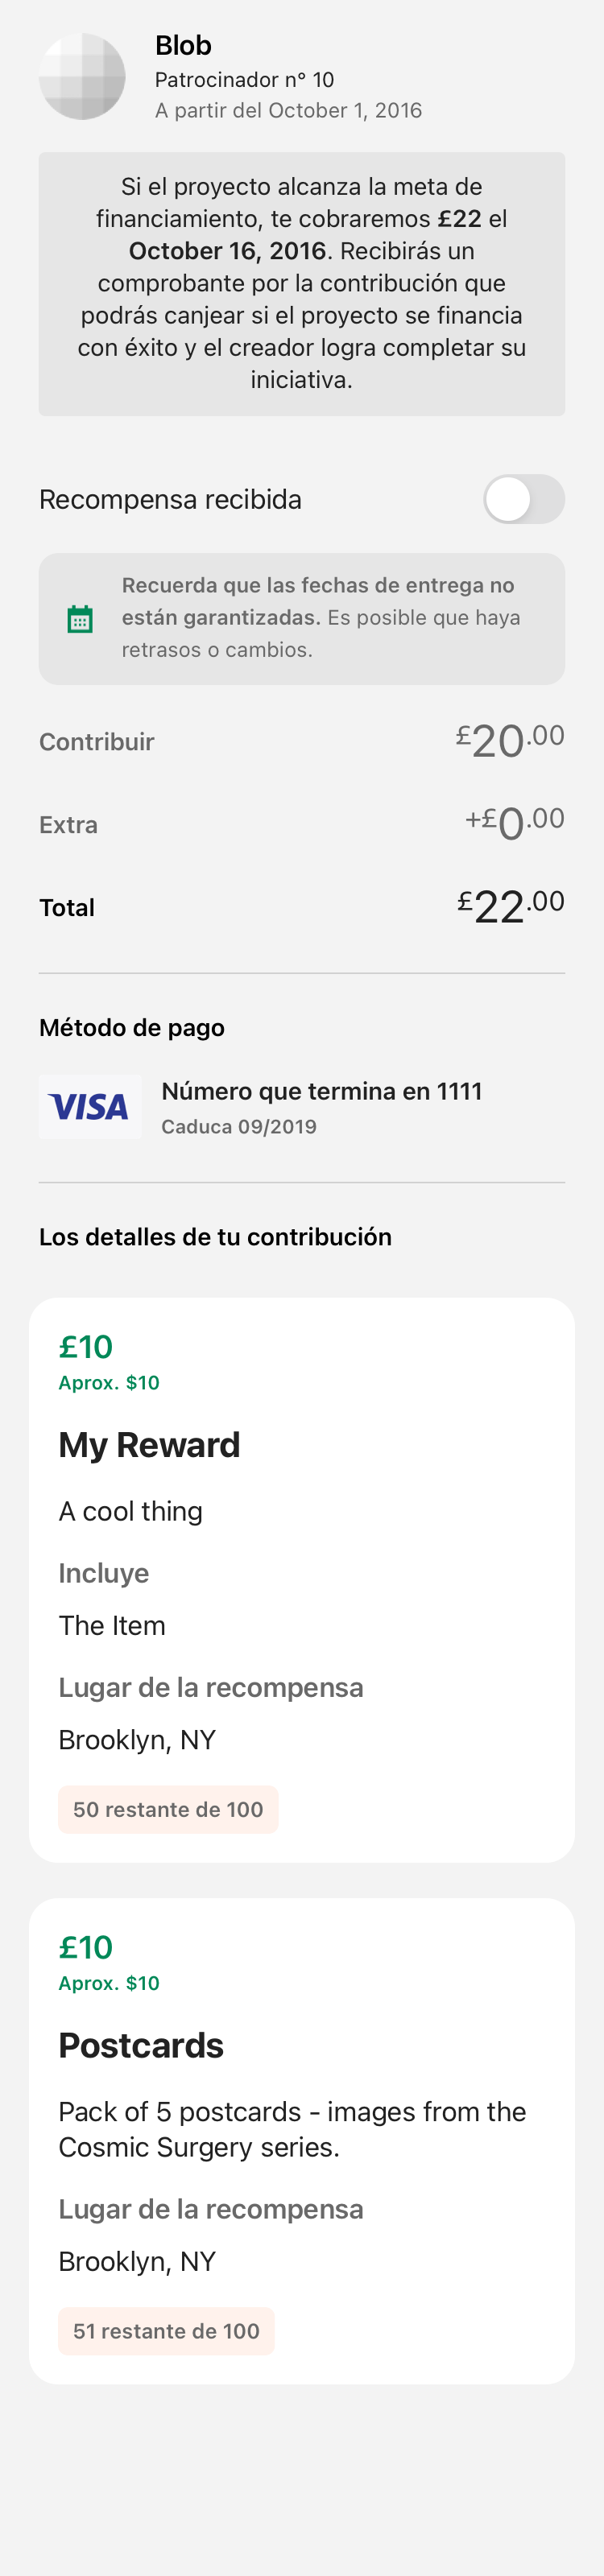 Blob
Patrocinador n° 10
A partir del October 1, 2016
Si el proyecto alcanza la meta de
financiamiento, te cobraremos £22 el
October 16, 2016. Recibirás un
comprobante por la contribución que
podrás canjear si el proyecto se financia
con éxito y el creador logra completar su
iniciativa.
Recompensa recibida
Recuerda que las fechas de entrega no
están garantizadas. Es posible que haya
retrasos o cambios.
Contribuir £20.00
Extra +£0.00
Total £22.00
Método de pago
VISA
Número que termina en 1111
Caduca 09/2019
Los detalles de tu contribución
£10
Aprox. $10
My Reward
A cool thing
Incluye
The Item
Lugar de la recompensa
Brooklyn, NY
50 restante de 100
£10
Aprox. $10
Postcards
Pack of 5 postcards - images from the
Cosmic Surgery series.
Lugar de la recompensa
Brooklyn, NY
51 restante de 100